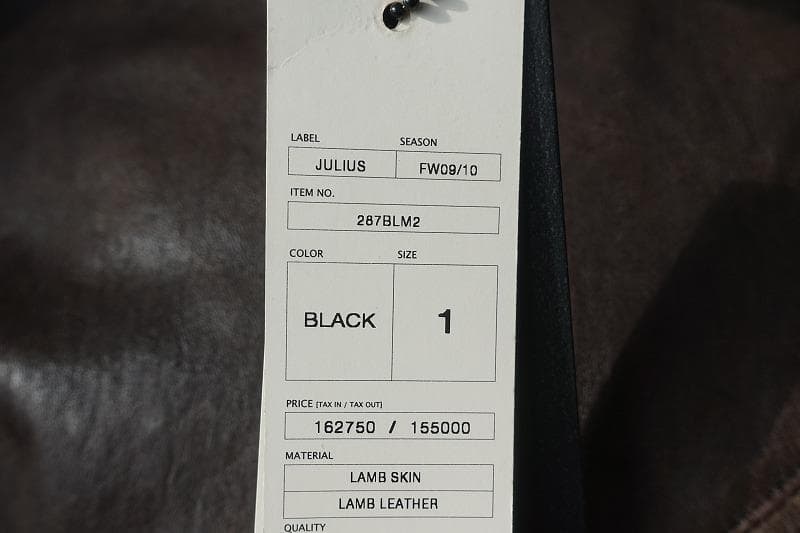 LABEL SEASON
JULIUS FW09/10
ITEM NO.
287BLM2
COLOR SIZE
BLACK 1
PRICE [TAX IN / TAX OUT]
162750 / 155000
MATERIAL
LAMB SKIN
LAMB LEATHER
QUALITY